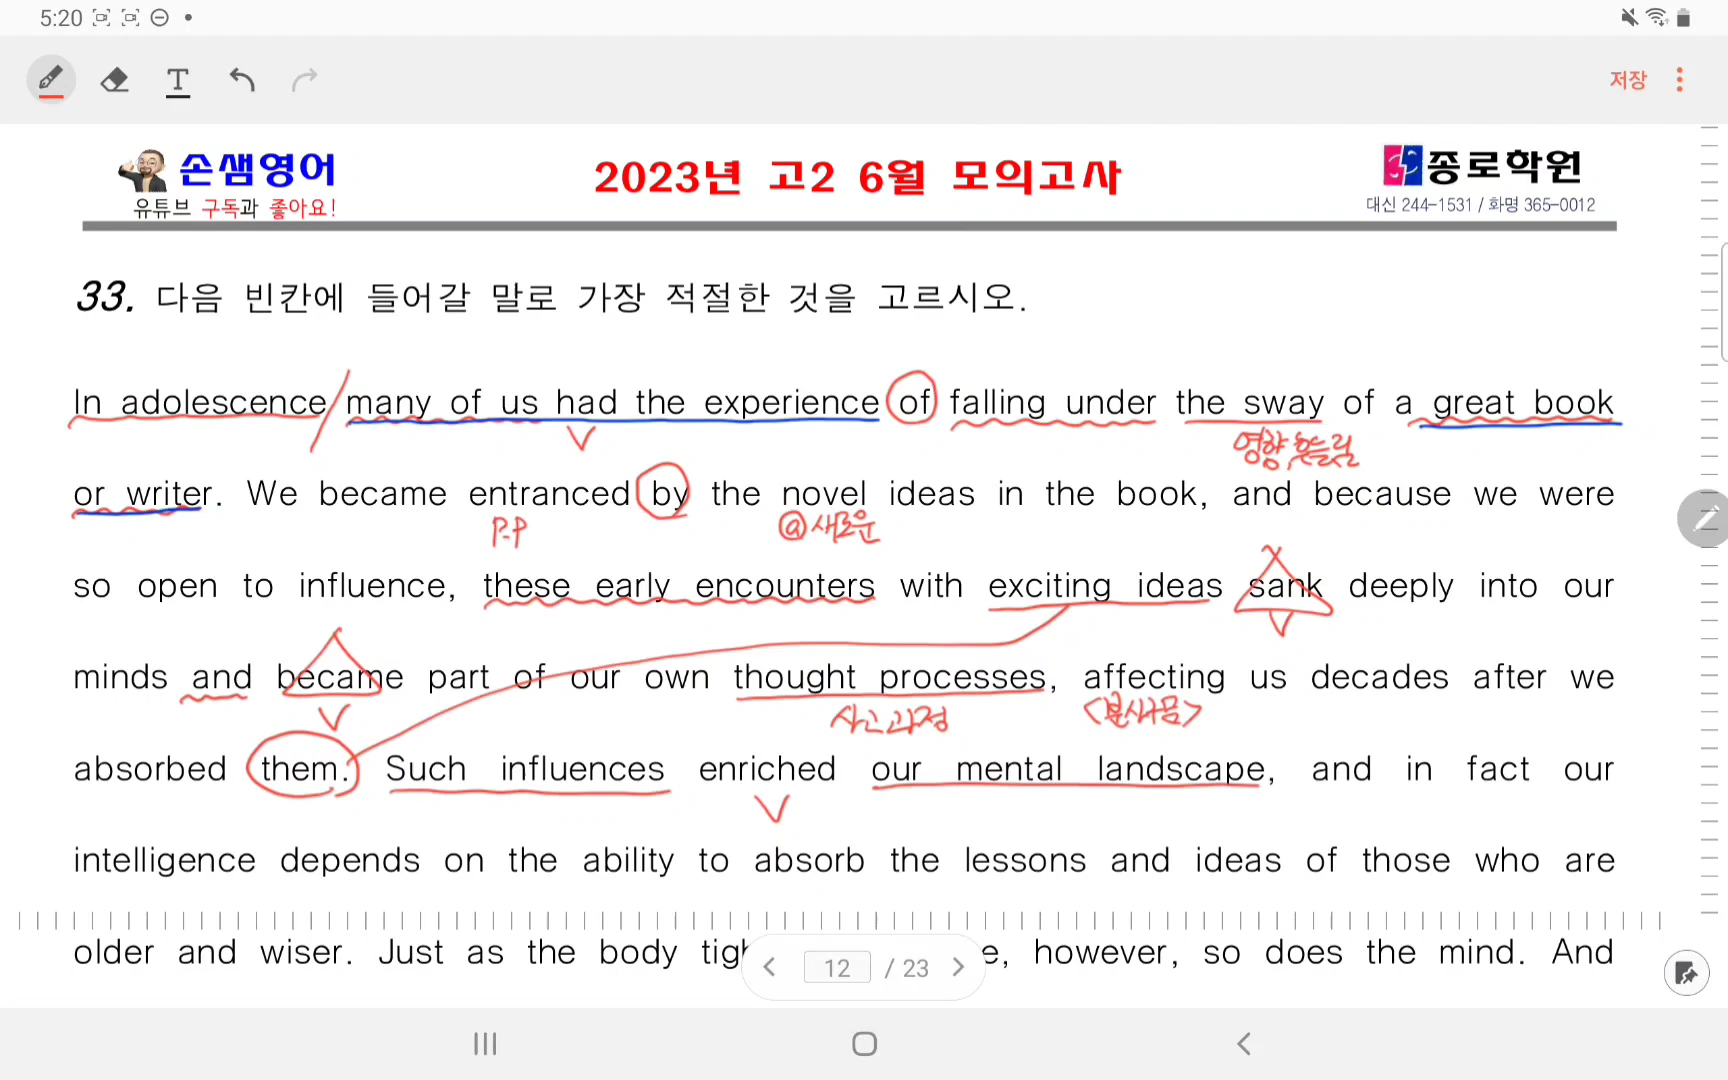 5:20
저장
손샘영어
유튜브 구독과 좋아요!
2023년 고2 6월 모의고사
종로학원
대신 244-1531 / 화명 365-0012
33. 다음 빈칸에 들어갈 말로 가장 적절한 것을 고르시오.
In adolescence / many of us had the experience of falling under the sway of a great book
V
영향, 흔들림
or writer. We became entranced by the novel ideas in the book, and because we were
P.P
ⓐ 새로운
so open to influence, these early encounters with exciting ideas sank deeply into our
V
minds and became part of our own thought processes, affecting us decades after we
V
사고과정
<분사구문>
absorbed them. Such influences enriched our mental landscape, and in fact our
V
intelligence depends on the ability to absorb the lessons and ideas of those who are
older and wiser. Just as the body tigh e, however, so does the mind. And
12 / 23